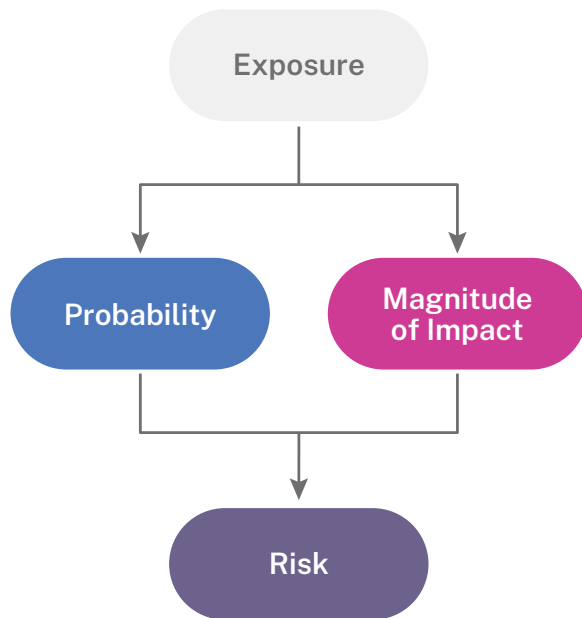 Exposure
Probability
Magnitude
of Impact
Risk